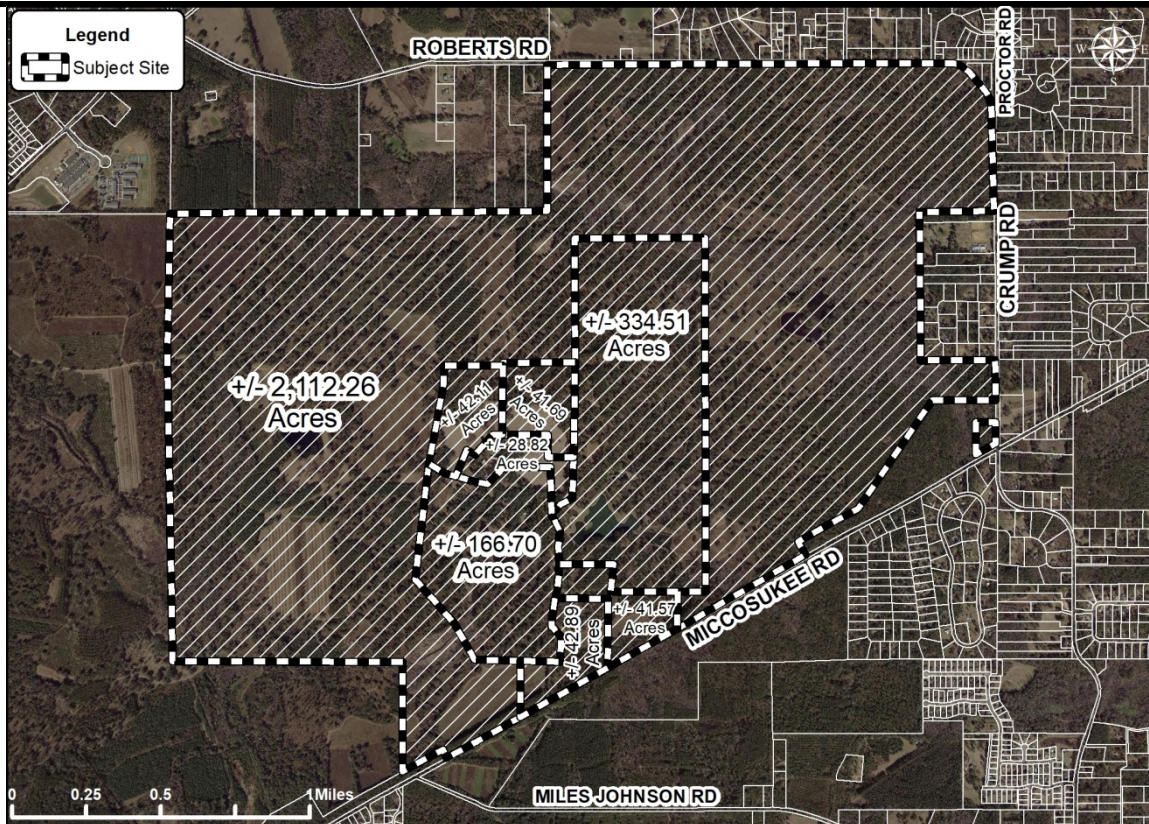 Legend
Subject Site
ROBERTS RD
PROCTOR RD
N
W
E
S
CRUMP RD
+/- 334.51
Acres
+/- 2,112.26
Acres
+/- 42.11
Acres
+/- 41.69
Acres
+/- 28.82
Acres
+/- 166.70
Acres
+/- 42.89
Acres
+/- 41.57
Acres
MICCOSUKEE RD
MILES JOHNSON RD
0 0.25 0.5 1 Miles